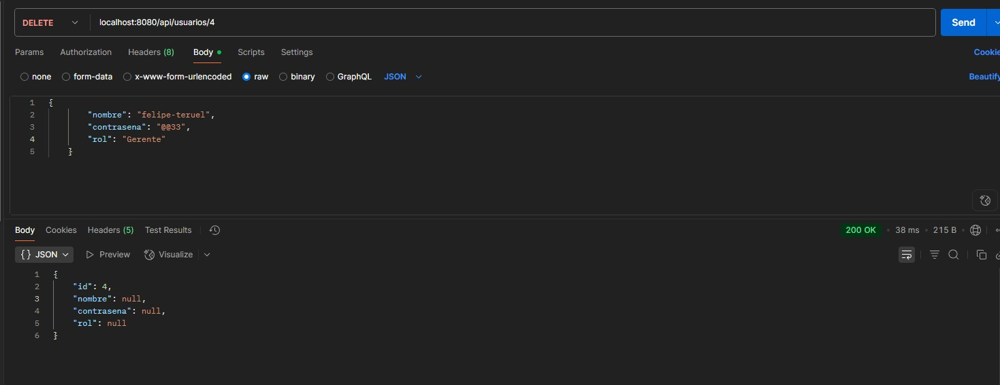 DELETE localhost:8080/api/usuarios/4 Send
Params Authorization Headers (8) Body Scripts Settings Cookie
none form-data x-www-form-urlencoded raw binary GraphQL JSON Beautify
1 {
2 "nombre": "felipe-teruel",
3 "contrasena": "@@33",
4 "rol": "Gerente"
5 }
Body Cookies Headers (5) Test Results 200 OK • 38 ms • 215 B
{} JSON Preview Visualize
1 {
2 "id": 4,
3 "nombre": null,
4 "contrasena": null,
5 "rol": null
6 }